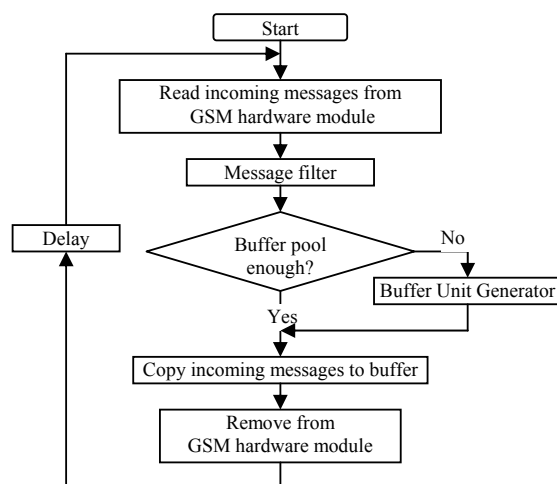 Start
Read incoming messages from
GSM hardware module
Message filter
Delay
Buffer pool
enough?
No
Buffer Unit Generator
Yes
Copy incoming messages to buffer
Remove from
GSM hardware module